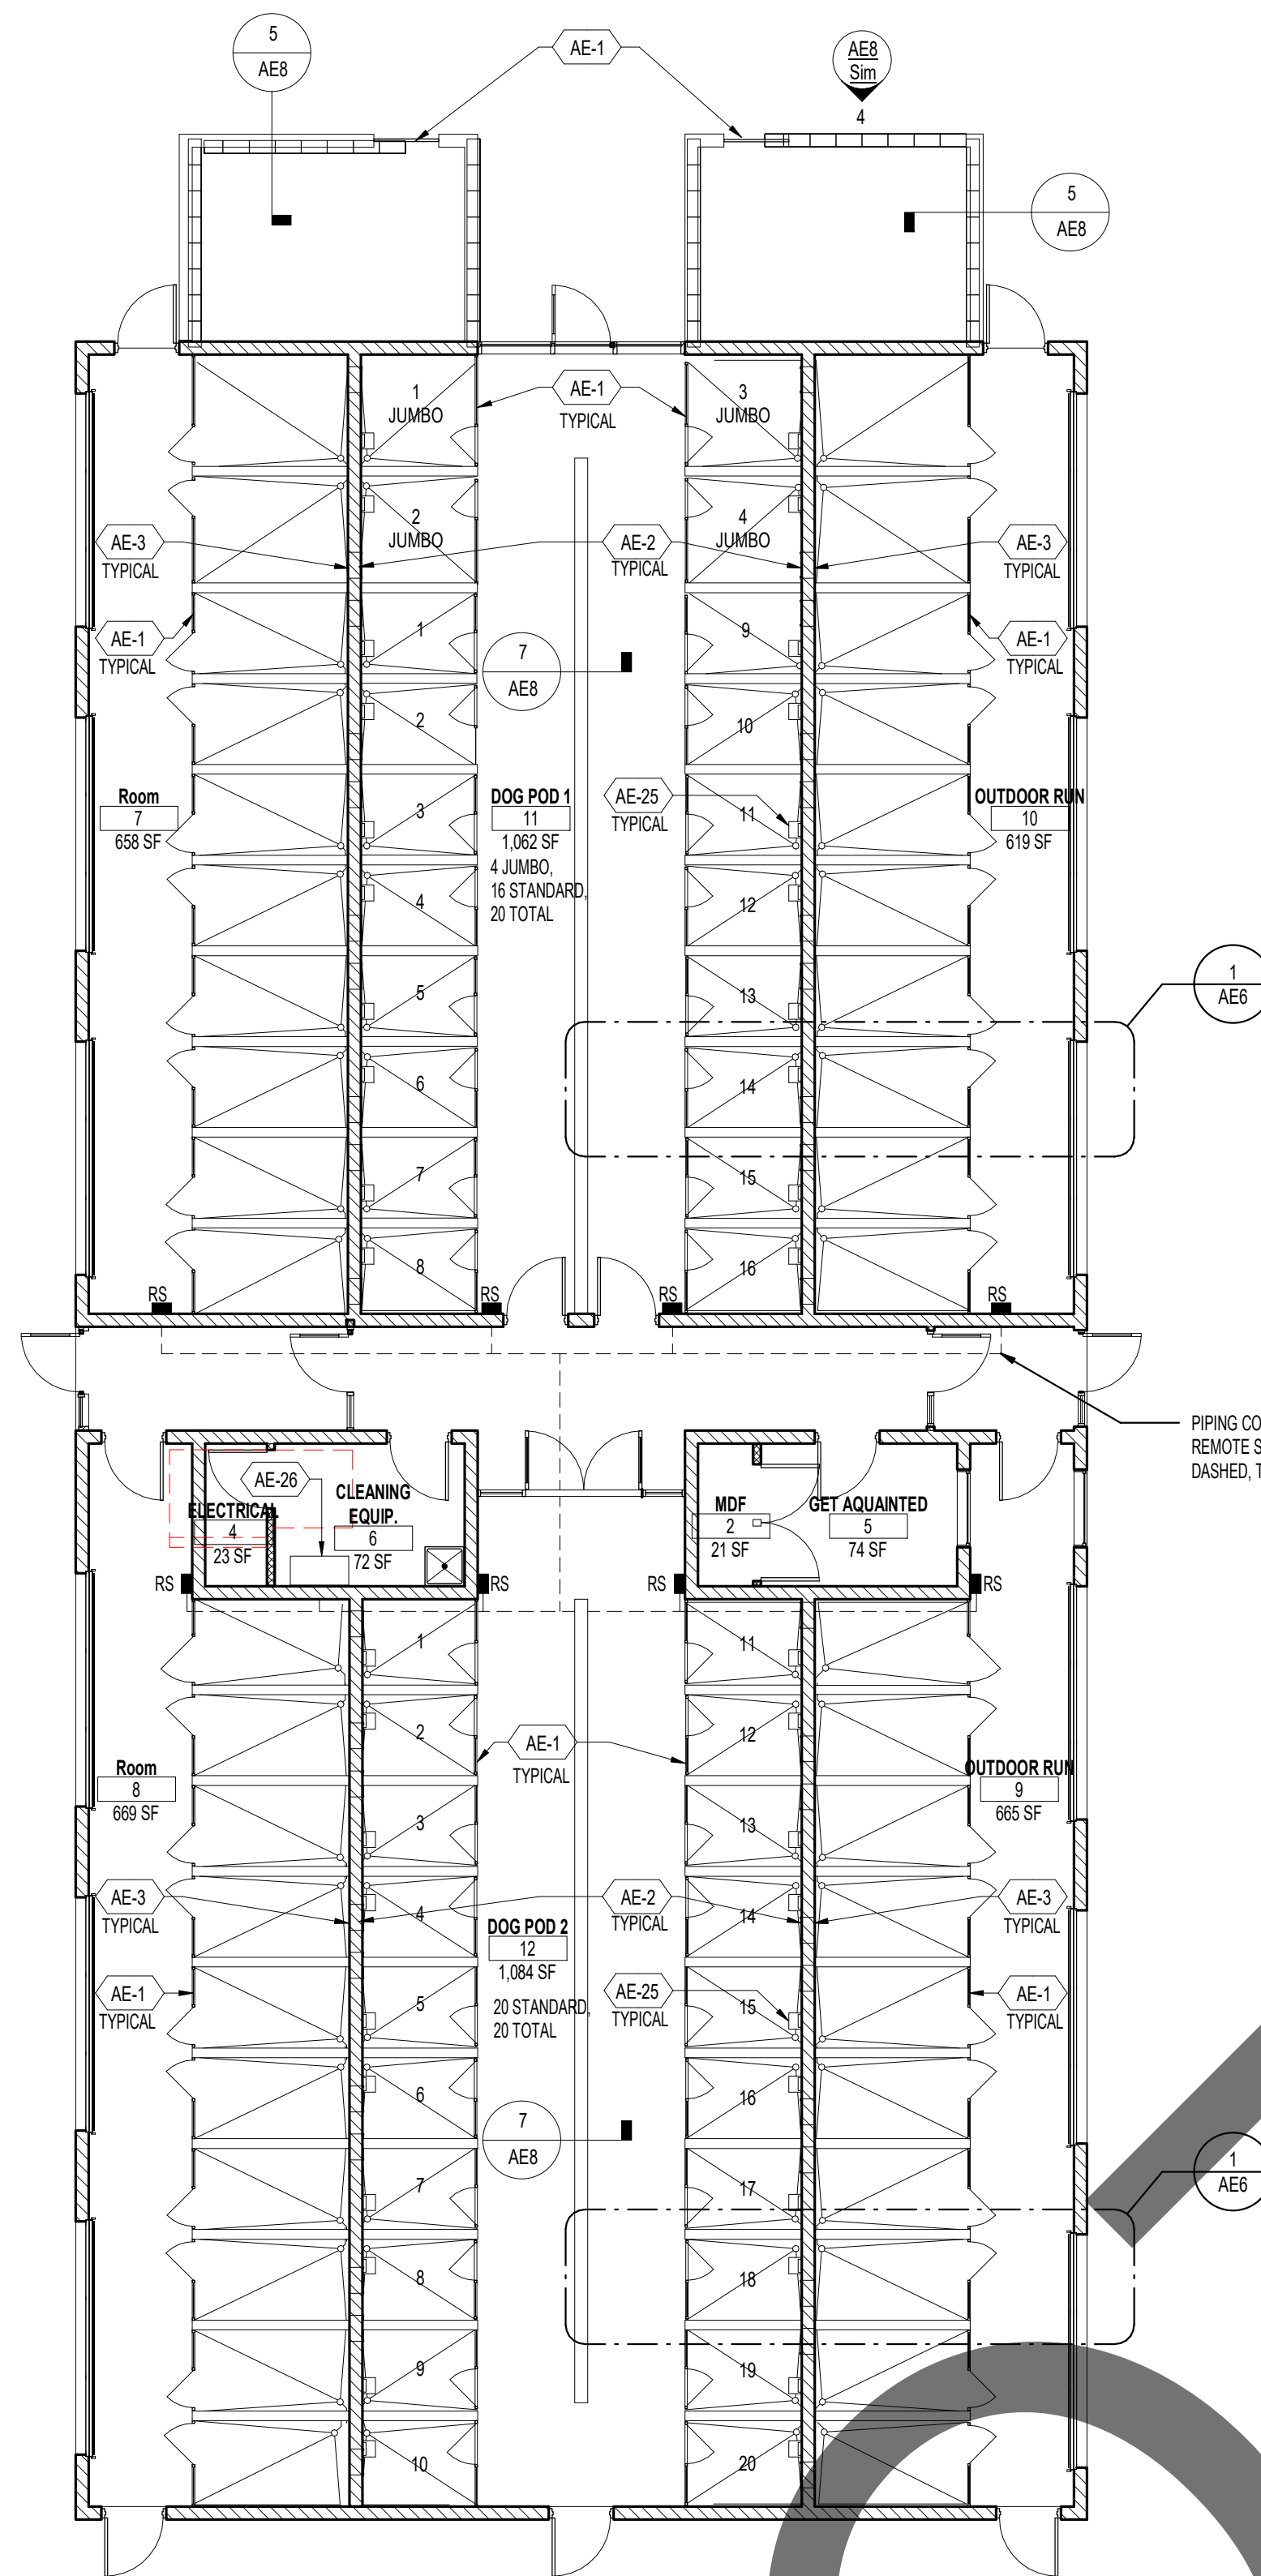 5
AE8
AE-1
AE8
Sim
4
5
AE8
1
JUMBO
AE-1
TYPICAL
3
JUMBO
2
JUMBO
4
JUMBO
AE-3
TYPICAL
AE-2
TYPICAL
AE-3
TYPICAL
AE-1
TYPICAL
1
9
AE-1
TYPICAL
7
AE8
2
10
Room
7
658 SF
3
DOG POD 1
11
1,062 SF
4 JUMBO,
16 STANDARD,
20 TOTAL
AE-25
TYPICAL
11
OUTDOOR RUN
10
619 SF
4
12
5
13
1
AE6
6
14
7
15
8
16
RS
RS
RS
RS
PIPING CO
REMOTE S
DASHED, T
AE-26
ELECTRICAL
4
23 SF
CLEANING
EQUIP.
6
72 SF
MDF
2
21 SF
GET AQUAINTED
5
74 SF
RS
RS
RS
RS
1
11
2
12
AE-1
TYPICAL
Room
8
669 SF
OUTDOOR RUN
9
665 SF
3
13
AE-3
TYPICAL
AE-2
TYPICAL
AE-3
TYPICAL
4
14
DOG POD 2
12
1,084 SF
20 STANDARD,
20 TOTAL
AE-1
TYPICAL
5
AE-25
TYPICAL
15
AE-1
TYPICAL
6
16
7
AE8
7
17
1
AE6
8
18
9
19
10
20